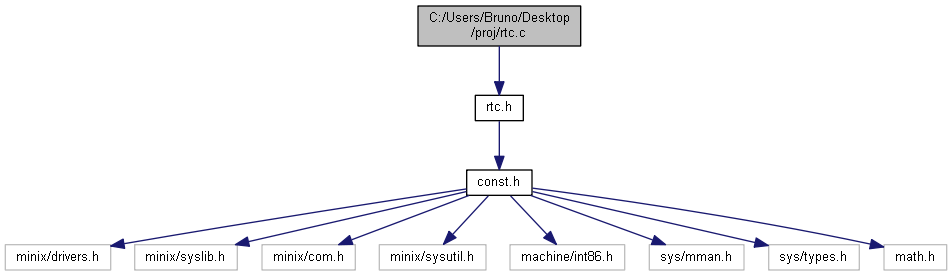 C:/Users/Bruno/Desktop
/proj/rtc.c
rtc.h
const.h
minix/drivers.h
minix/syslib.h
minix/com.h
minix/sysutil.h
machine/int86.h
sys/mman.h
sys/types.h
math.h